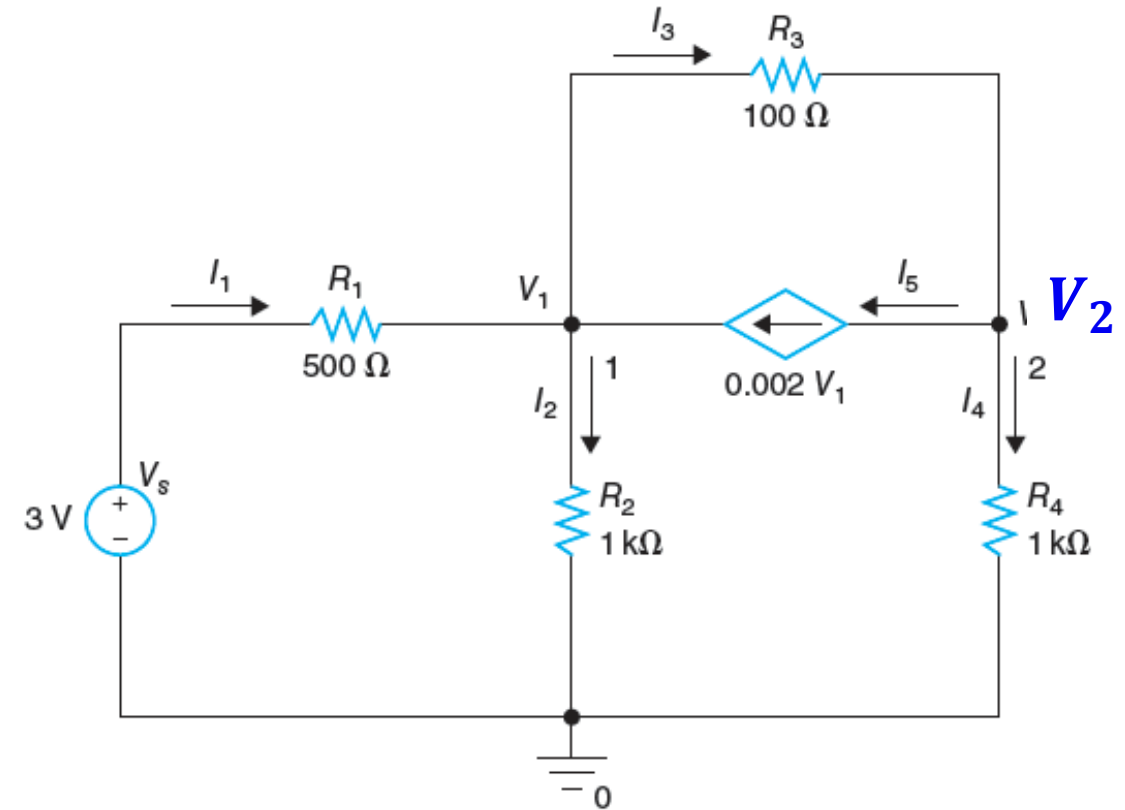 I3
R3
100 Ω
I1
R1
500 Ω
V1
I5
V2
1
I2
0.002 V1
2
I4
Vs
3 V
+
−
R2
1 kΩ
R4
1 kΩ
0